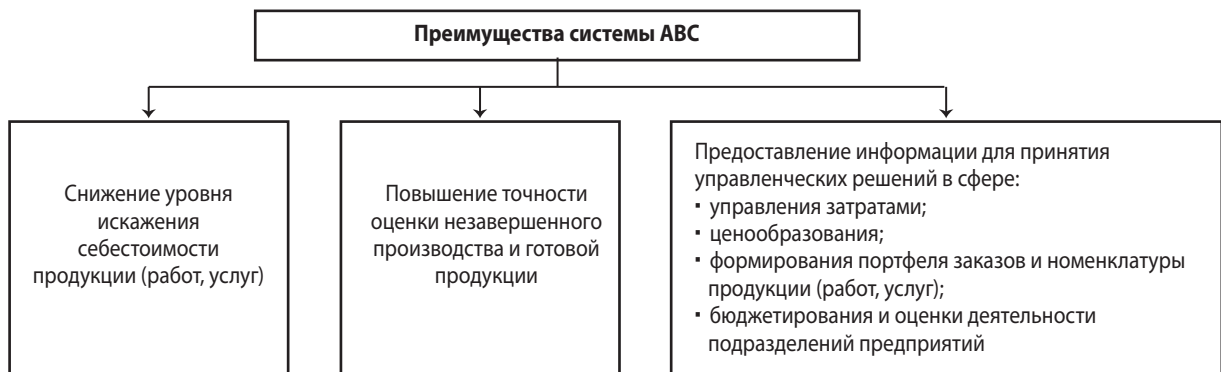 Преимущества системы АВС
Снижение уровня
искажения
себестоимости
продукции (работ, услуг)
Повышение точности
оценки незавершенного
производства и готовой
продукции
Предоставление информации для принятия
управленческих решений в сфере:
▪ управления затратами;
▪ ценообразования;
▪ формирования портфеля заказов и номенклатуры
продукции (работ, услуг);
▪ бюджетирования и оценки деятельности
подразделений предприятий